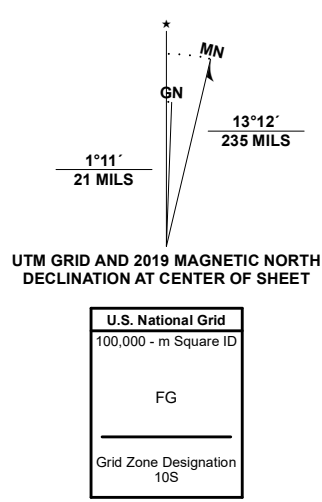 ★
MN
GN
13°12´
235 MILS
1°11´
21 MILS
UTM GRID AND 2019 MAGNETIC NORTH
DECLINATION AT CENTER OF SHEET
U.S. National Grid
100,000 - m Square ID
FG
Grid Zone Designation
10S